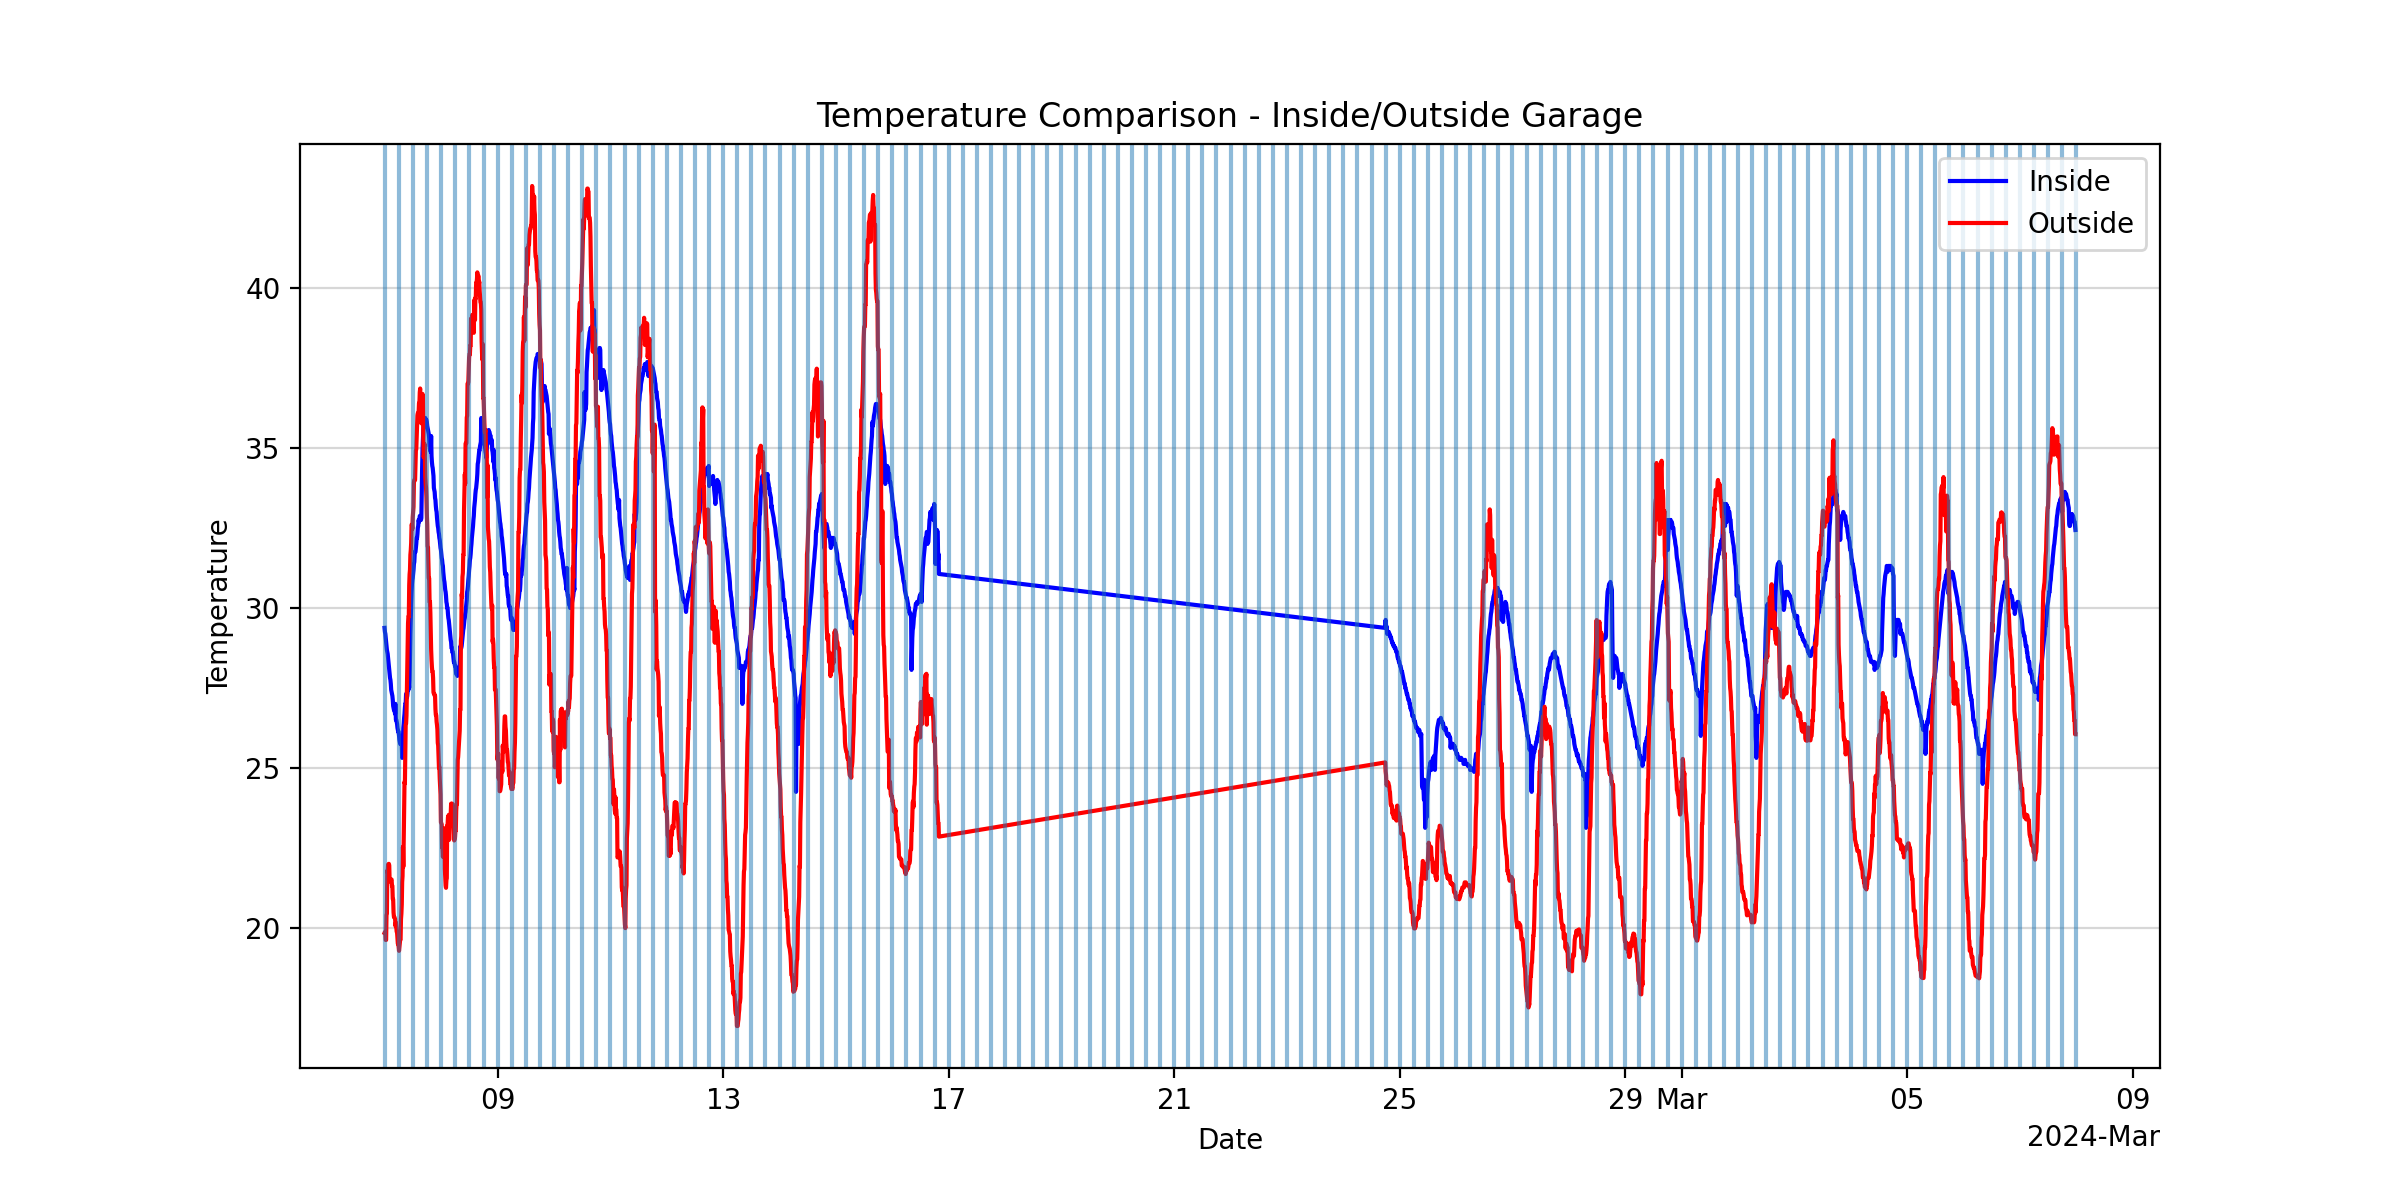 Temperature Comparison - Inside/Outside Garage
Inside
Outside
40
35
30
25
20
Temperature
09 13 17 21 25 29 Mar 05 09
Date
2024-Mar